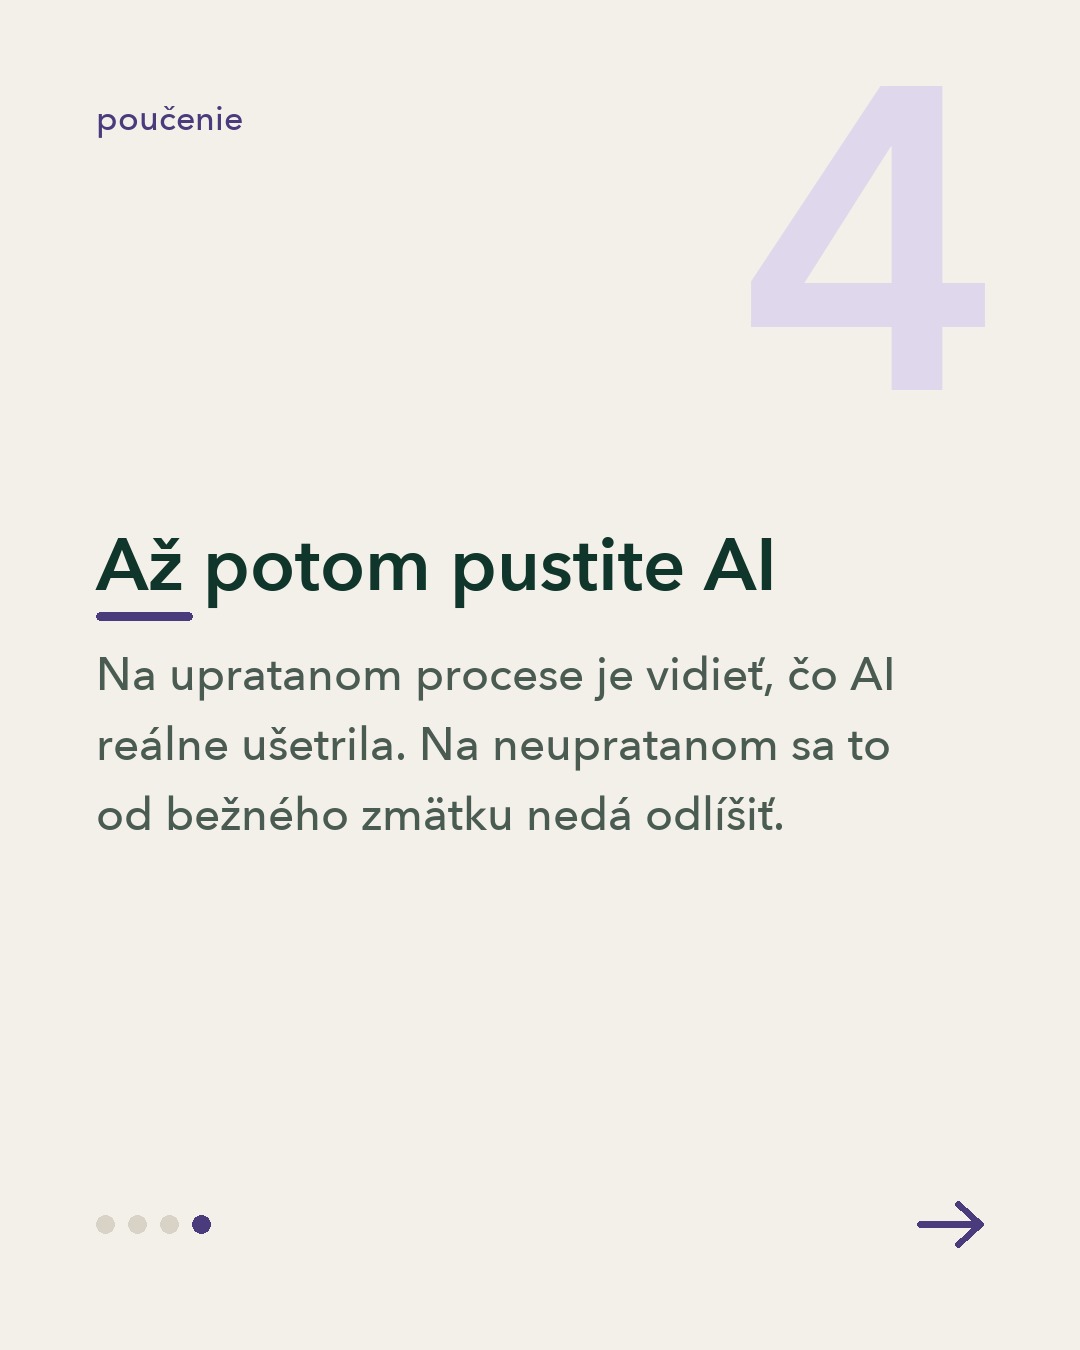 poučenie
4
Až potom pustite AI
Na upratanom procese je vidieť, čo AI
reálne ušetrila. Na neupratanom sa to
od bežného zmätku nedá odlíšiť.